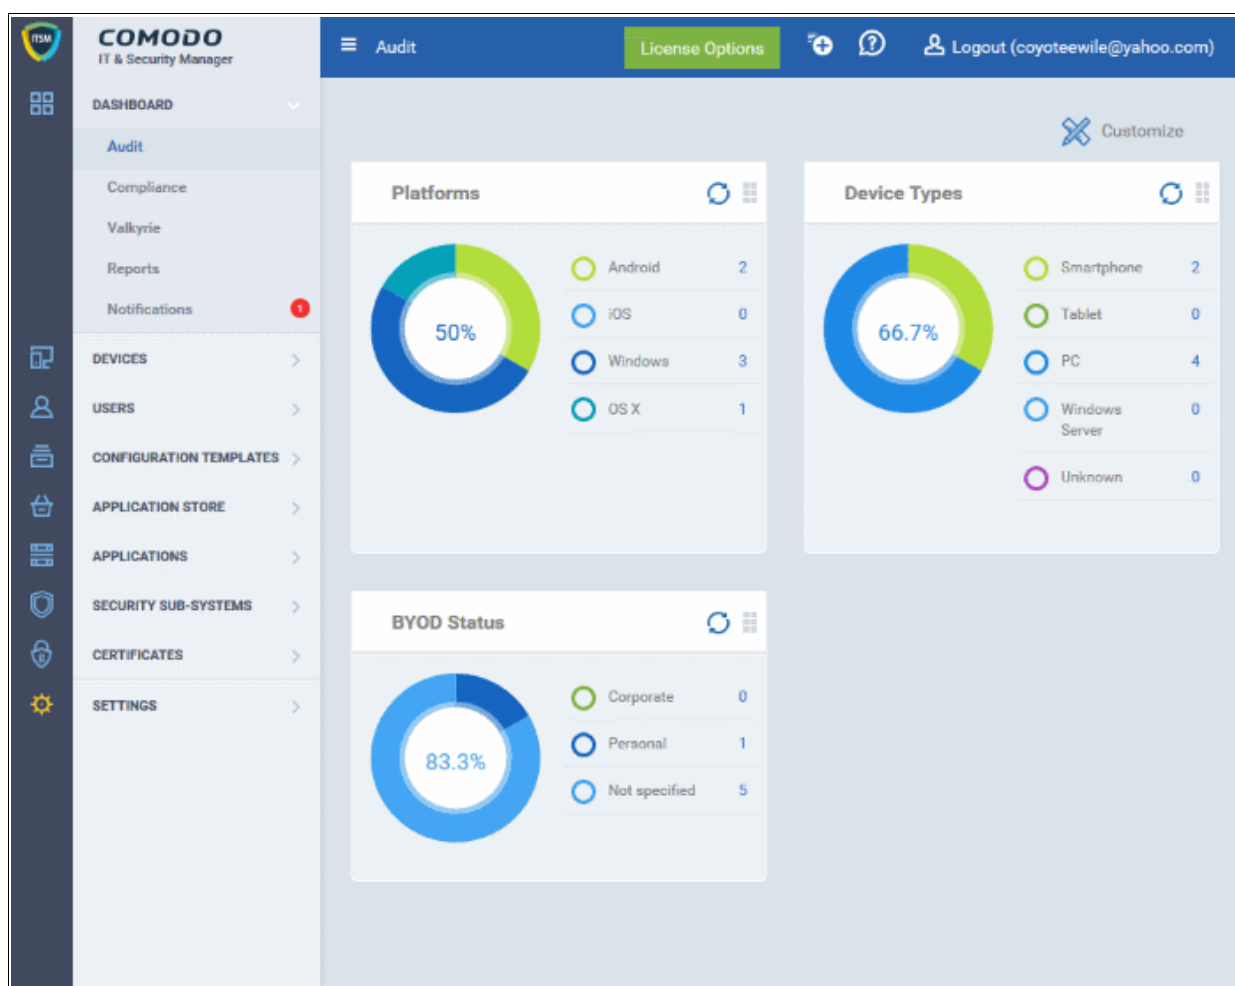 ITSM
COMODO
IT & Security Manager
Audit
License Options
Logout (coyoteewile@yahoo.com)
DASHBOARD
Audit
Compliance
Valkyrie
Reports
Notifications
1
DEVICES
USERS
CONFIGURATION TEMPLATES
APPLICATION STORE
APPLICATIONS
SECURITY SUB-SYSTEMS
CERTIFICATES
SETTINGS
Customize
Platforms
50%
Android 2
iOS 0
Windows 3
OS X 1
Device Types
66.7%
Smartphone 2
Tablet 0
PC 4
Windows 0
Server
Unknown 0
BYOD Status
83.3%
Corporate 0
Personal 1
Not specified 5